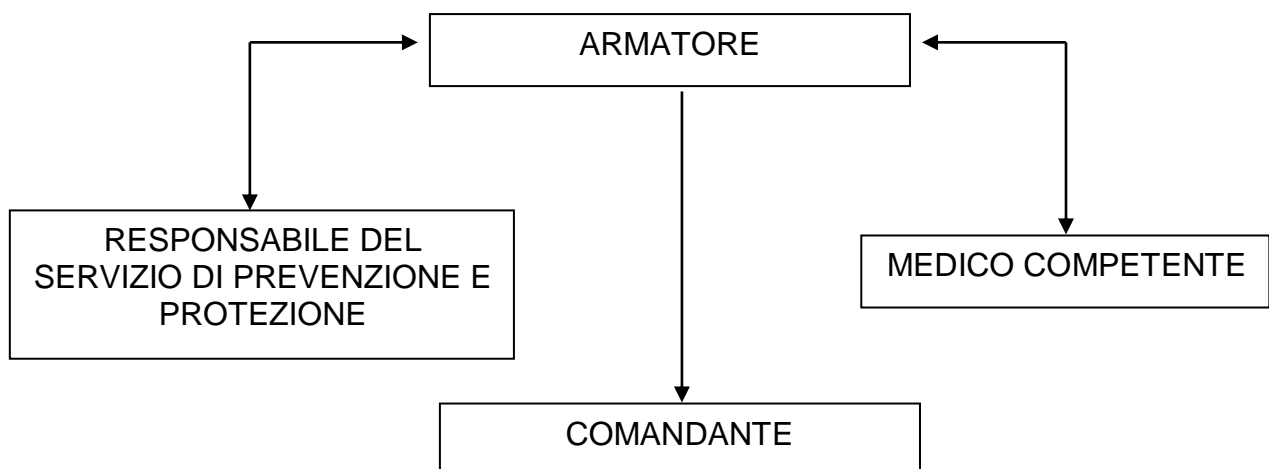 ARMATORE
RESPONSABILE DEL
SERVIZIO DI PREVENZIONE E
PROTEZIONE
MEDICO COMPETENTE
COMANDANTE